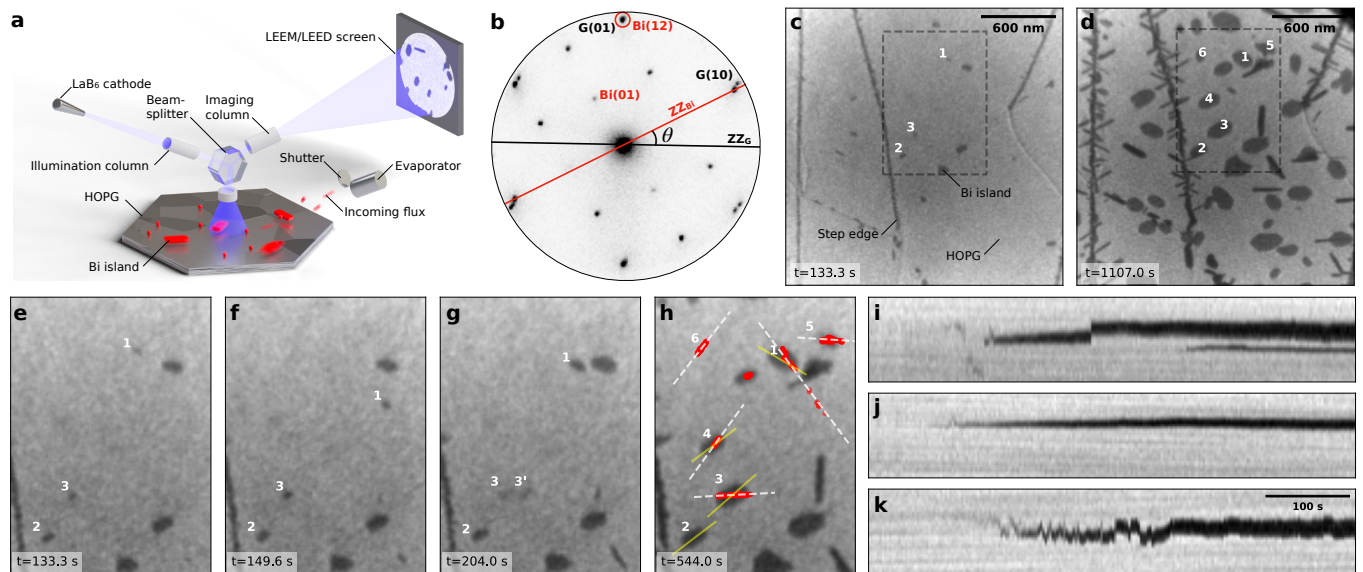 a
LEEM/LEED screen
LaB₆ cathode
Beam-
splitter
Imaging
column
Illumination column
Shutter
Evaporator
HOPG
Incoming flux
Bi island
b
G(01)
Bi(12)
G(10)
Bi(01)
ZZ_Bi
θ
ZZ_G
c
600 nm
1
3
2
Bi island
Step edge
HOPG
t=133.3 s
d
600 nm
6
5
1
4
3
2
t=1107.0 s
e
1
3
2
t=133.3 s
f
1
3
2
t=149.6 s
g
1
3 3'
2
t=204.0 s
h
5
6
1
4
3
2
t=544.0 s
i
j
k
100 s